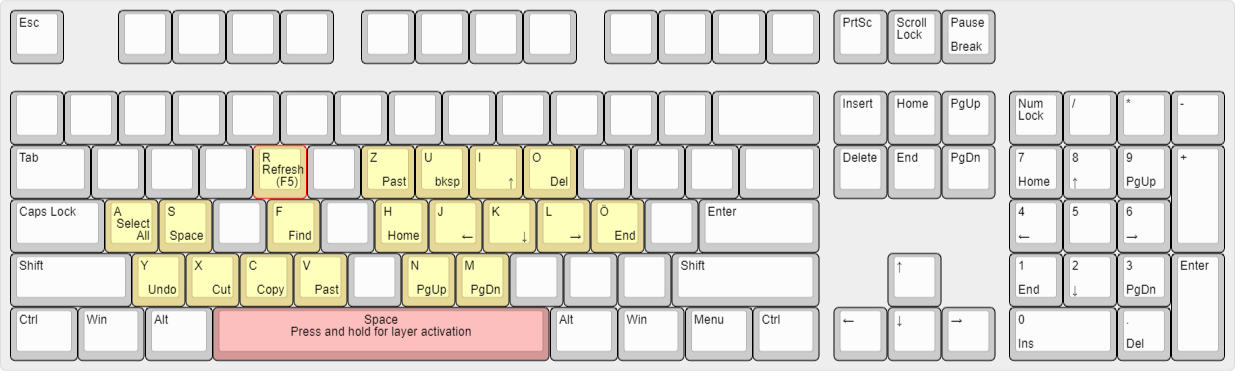 Esc
PrtSc
Scroll
Lock
Pause
Break
Insert
Home
PgUp
Num
Lock
/
*
-
Tab
R
Refresh
(F5)
Z
Past
U
bksp
I
↑
O
Del
Delete
End
PgDn
7
Home
8
↑
9
PgUp
+
Caps Lock
A
Select
All
S
Space
F
Find
H
Home
J
←
K
↓
L
→
Ö
End
Enter
4
←
5
6
→
Shift
Y
Undo
X
Cut
C
Copy
V
Past
N
PgUp
M
PgDn
Shift
↑
1
End
2
↓
3
PgDn
Enter
Ctrl
Win
Alt
Space
Press and hold for layer activation
Alt
Win
Menu
Ctrl
←
↓
→
0
Ins
.
Del